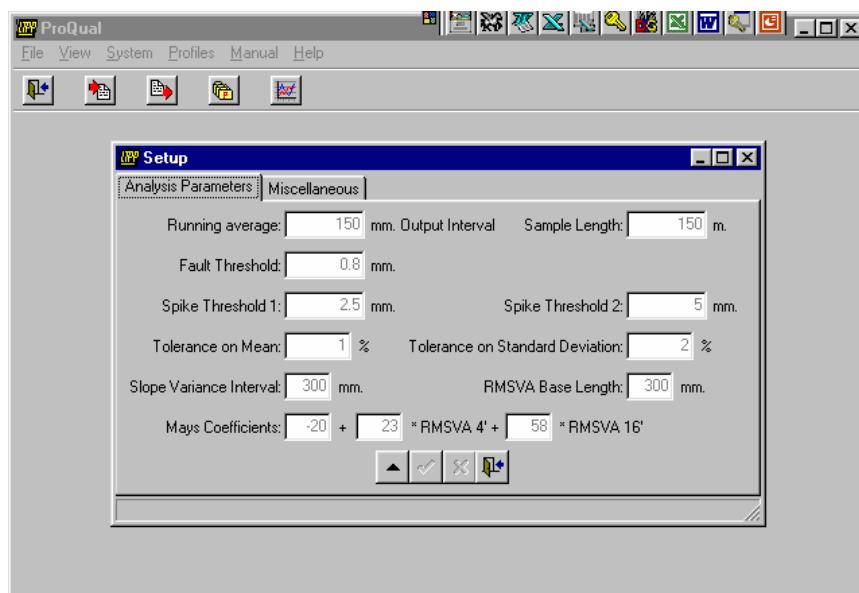 ProQual
File View System Profiles Manual Help
Setup
Analysis Parameters Miscellaneous
Running average: 150 mm. Output Interval Sample Length: 150 m.
Fault Threshold: 0.8 mm.
Spike Threshold 1: 2.5 mm. Spike Threshold 2: 5 mm.
Tolerance on Mean: 1 % Tolerance on Standard Deviation: 2 %
Slope Variance Interval: 300 mm. RMSVA Base Length: 300 mm.
Mays Coefficients: -20 + 23 * RMSVA 4' + 58 * RMSVA 16'